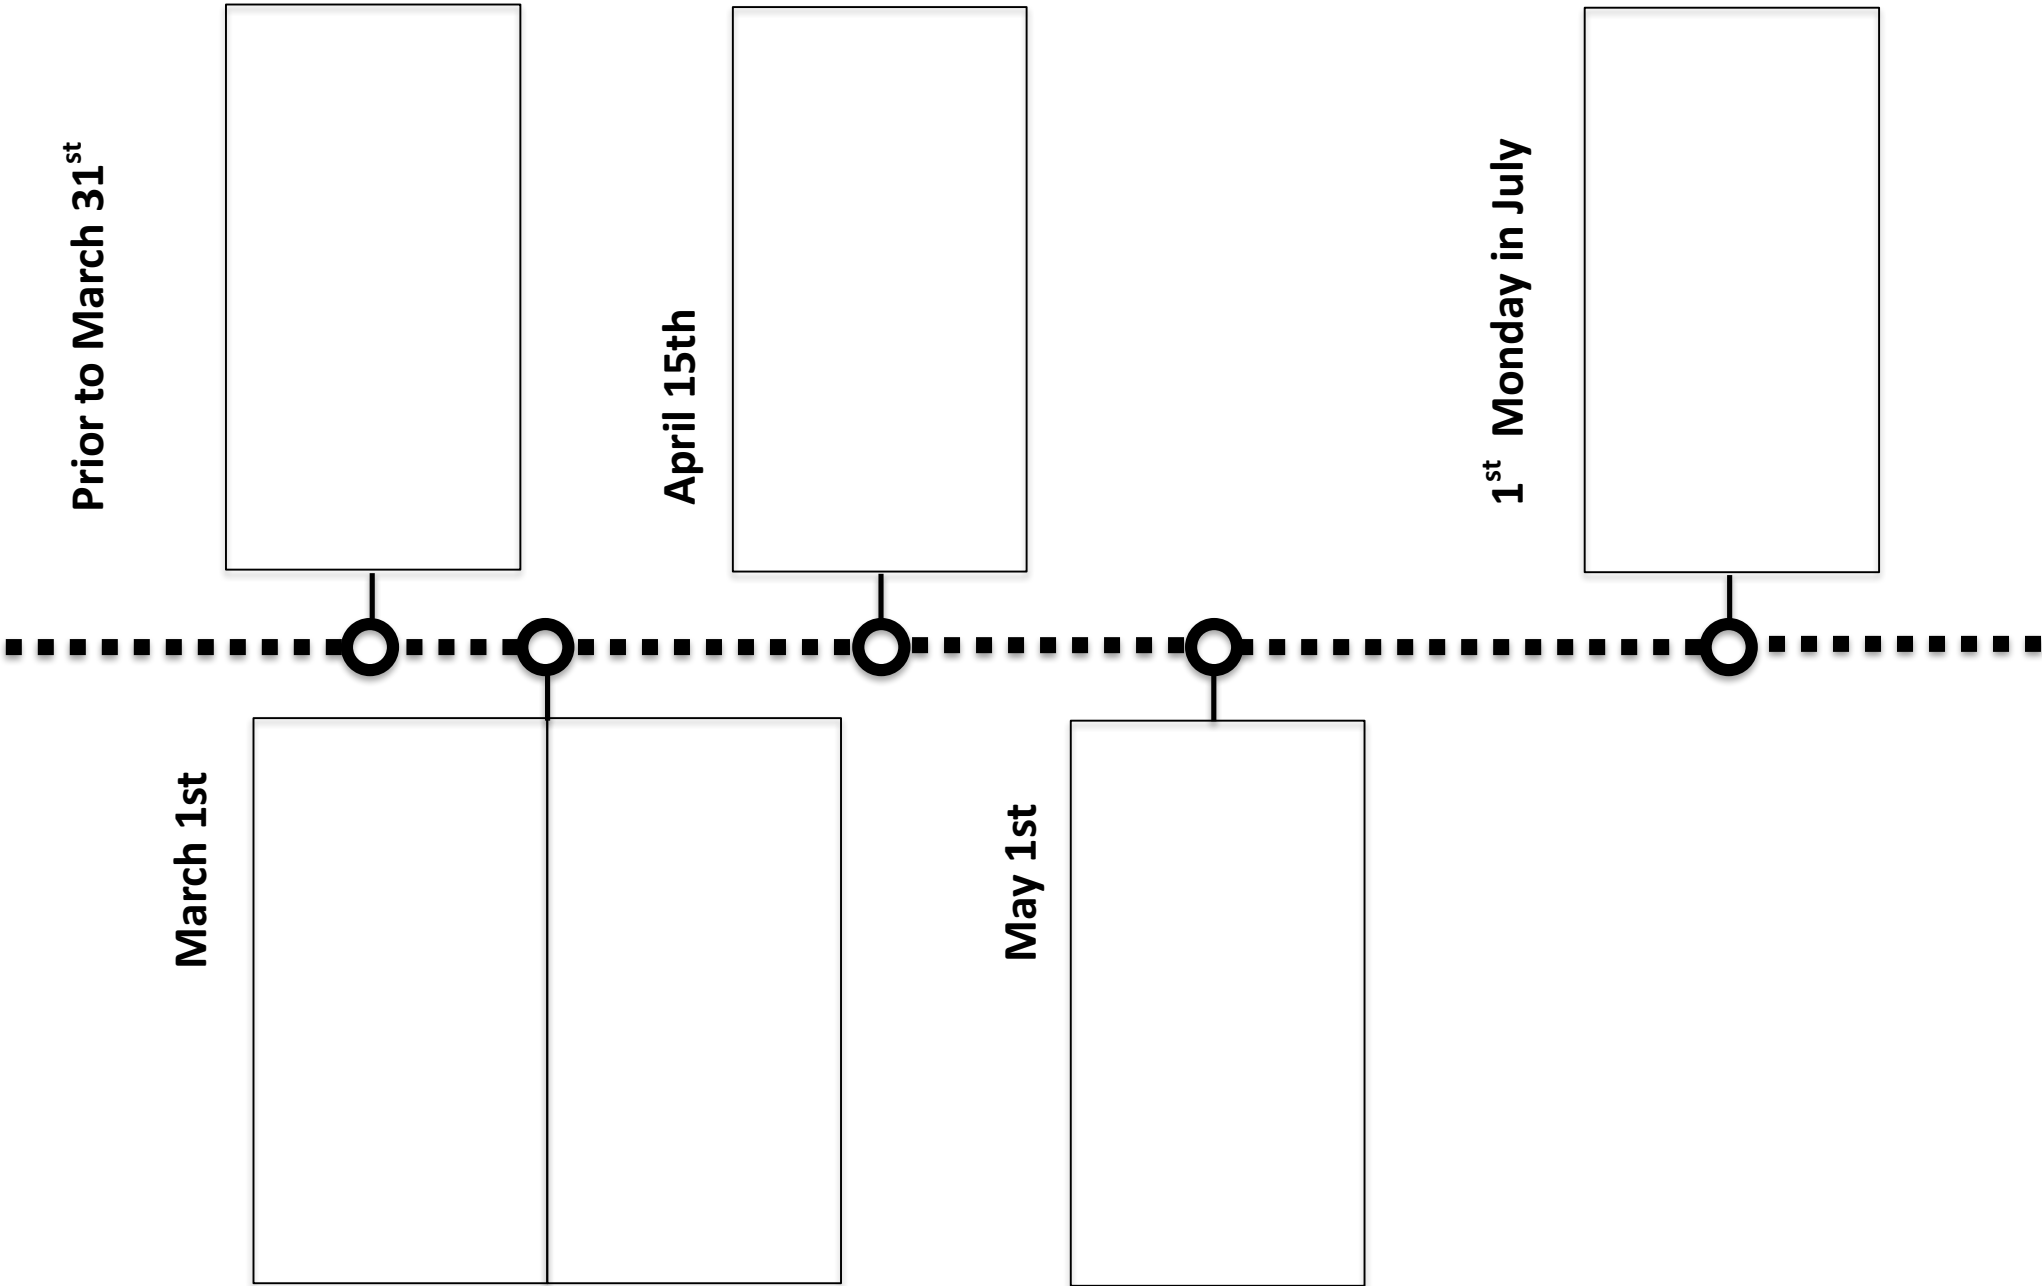 Prior to March 31st
April 15th
1st Monday in July
March 1st
May 1st